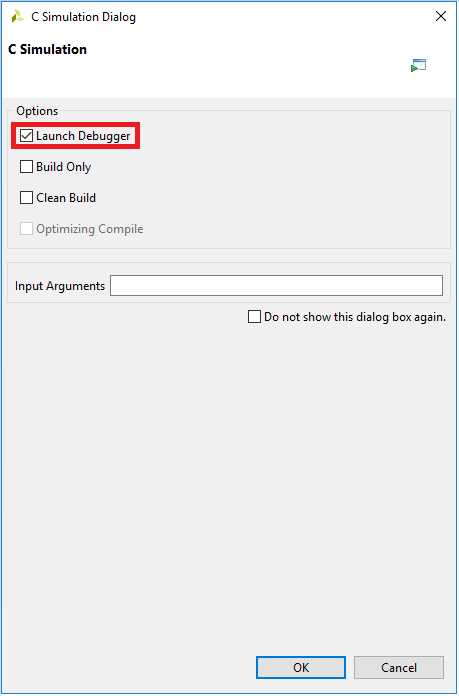 C Simulation Dialog
C Simulation
Options
Launch Debugger
Build Only
Clean Build
Optimizing Compile
Input Arguments
Do not show this dialog box again.
OK Cancel